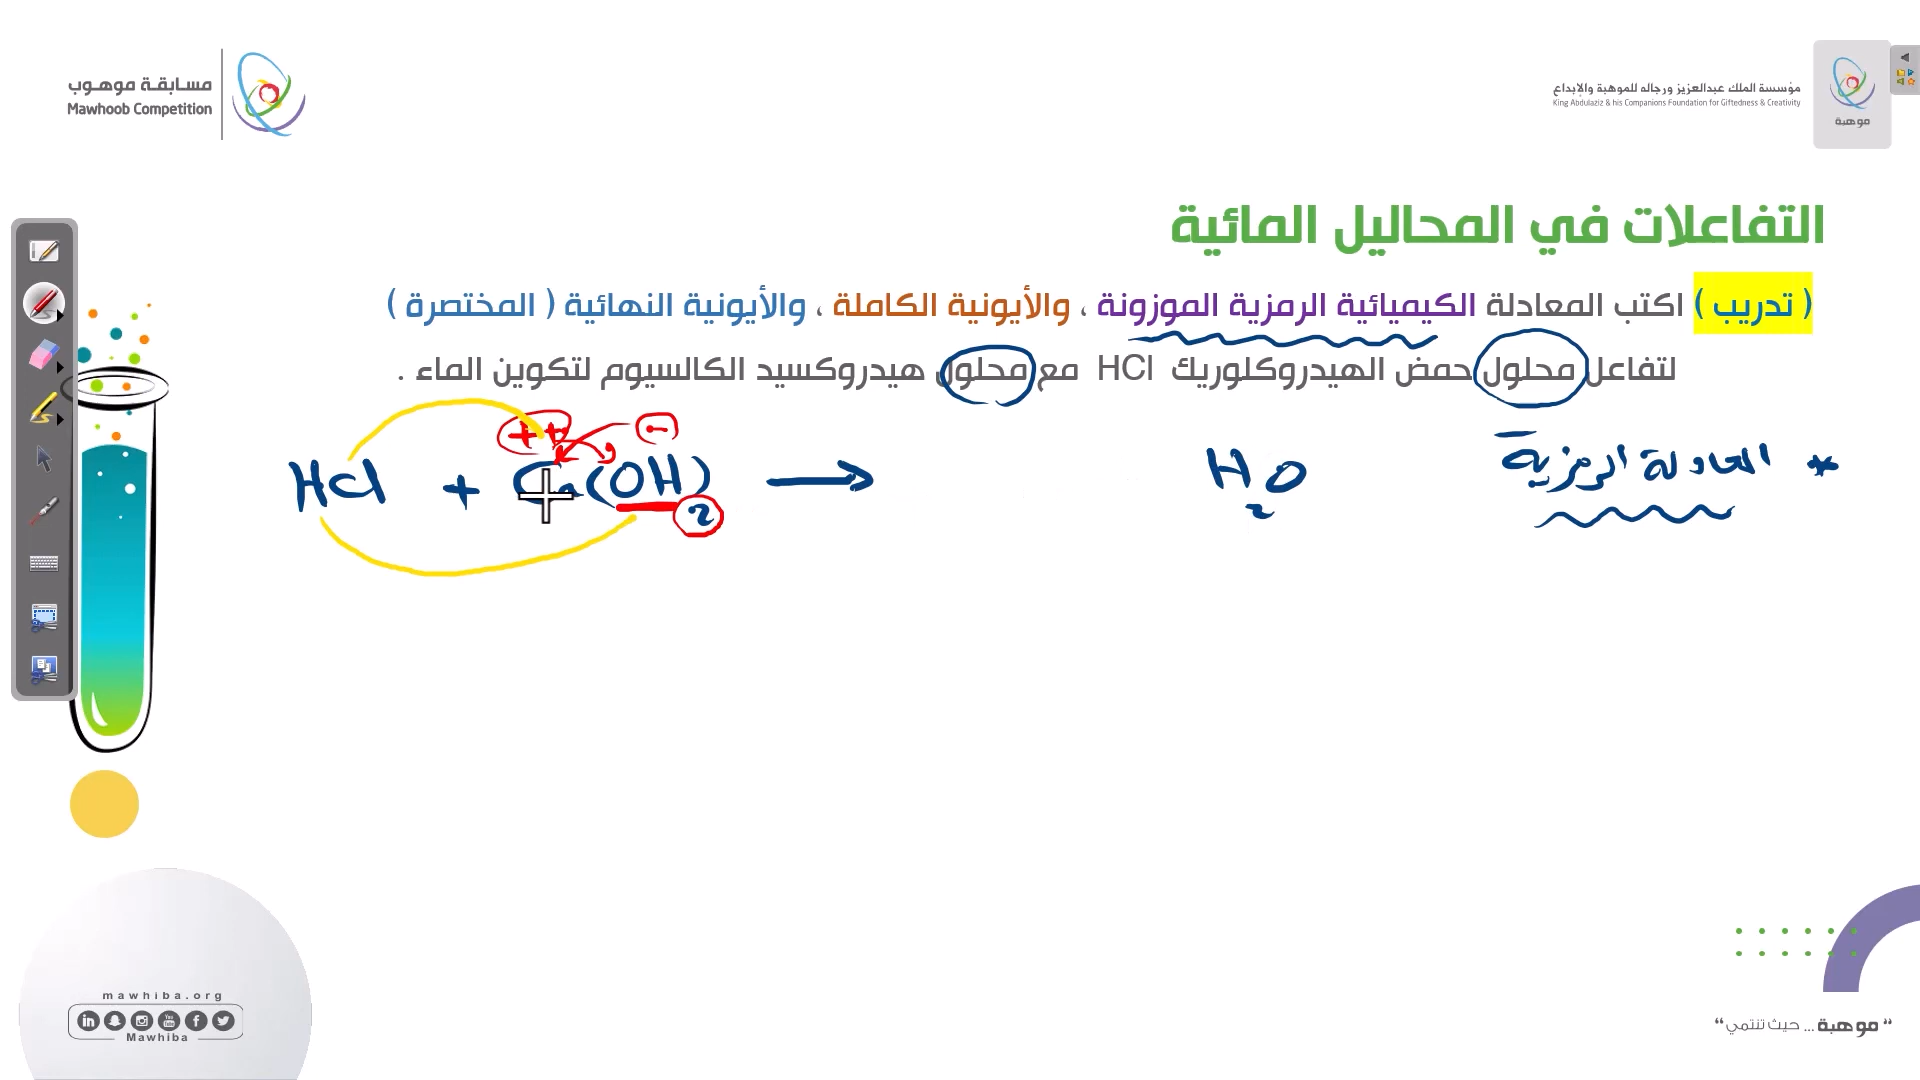 مسابقة موهوب
Mawhoob Competition
مؤسسة الملك عبدالعزيز ورجاله للموهبة والإبداع
King Abdulaziz & his Companions Foundation for Giftedness & Creativity
موهبة
التفاعلات في المحاليل المائية
( تدريب ) اكتب المعادلة الكيميائية الرمزية الموزونة ، والأيونية الكاملة ، والأيونية النهائية ( المختصرة )
لتفاعل محلول حمض الهيدروكلوريك HCl مع محلول هيدروكسيد الكالسيوم لتكوين الماء .
++ -
* المعادلة الرمزية
HCl + Ca(OH)2 → H2O
mawhiba.org
Mawhiba
“موهبة ... حيث تنتمي”